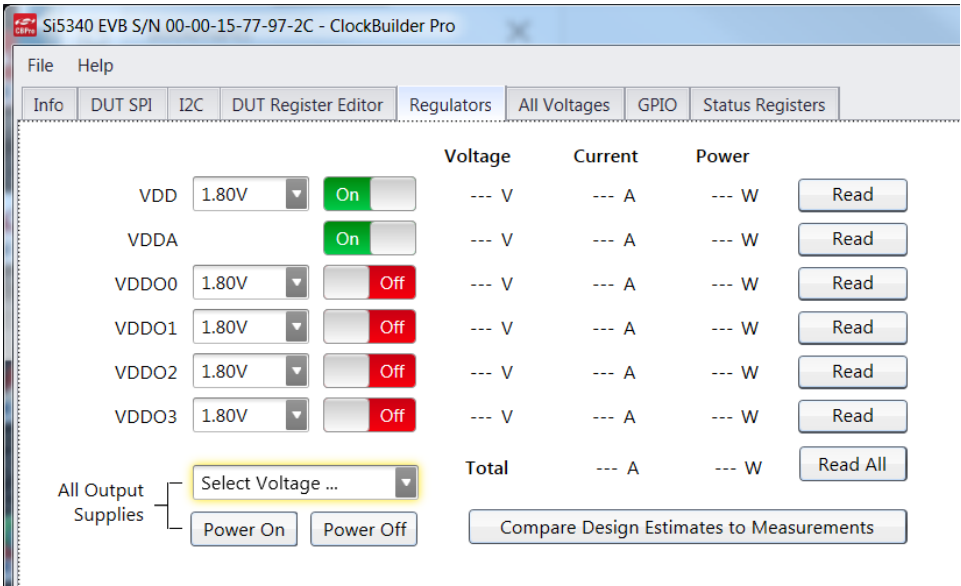 CBPro Si5340 EVB S/N 00-00-15-77-97-2C - ClockBuilder Pro
File Help
Info DUT SPI I2C DUT Register Editor Regulators All Voltages GPIO Status Registers
Voltage Current Power
VDD 1.80V On --- V --- A --- W Read
VDDA On --- V --- A --- W Read
VDDO0 1.80V Off --- V --- A --- W Read
VDDO1 1.80V Off --- V --- A --- W Read
VDDO2 1.80V Off --- V --- A --- W Read
VDDO3 1.80V Off --- V --- A --- W Read
Total --- A --- W Read All
All Output Supplies
Select Voltage ...
Power On Power Off
Compare Design Estimates to Measurements